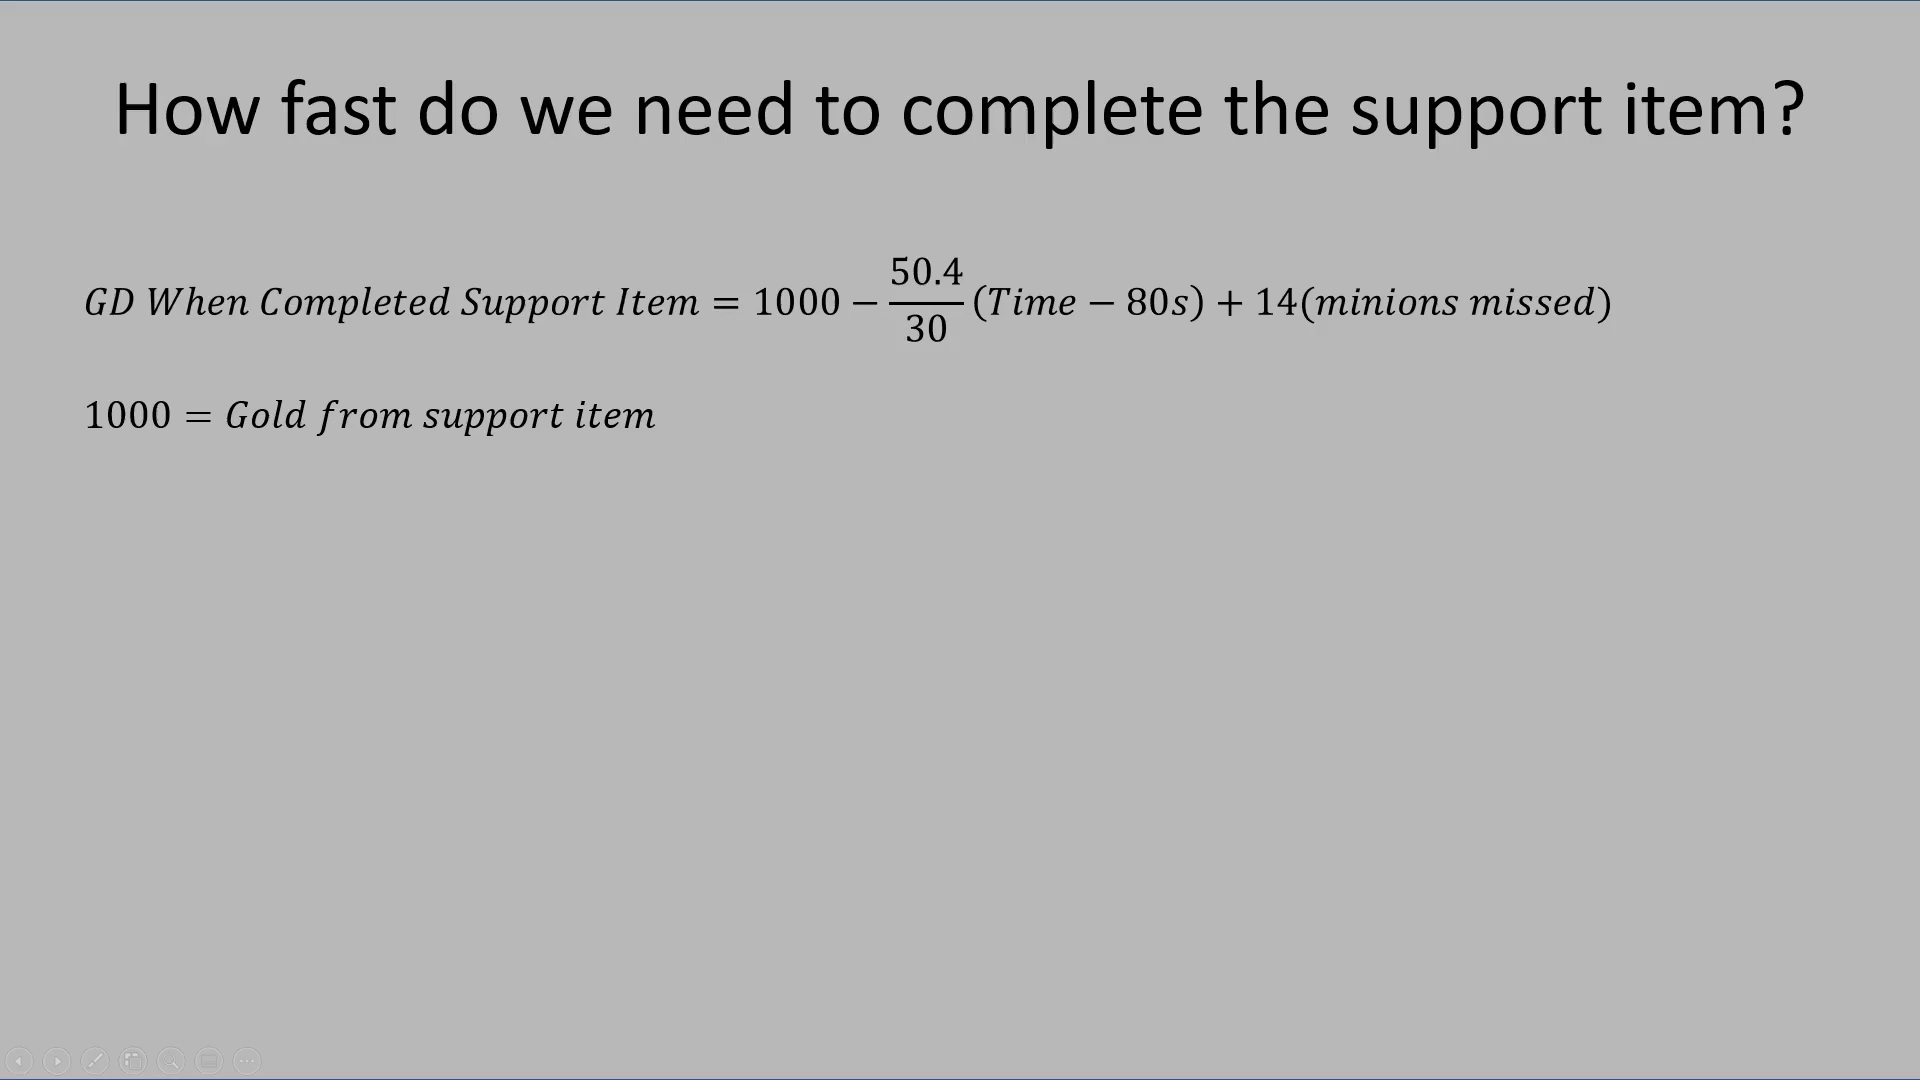 How fast do we need to complete the support item?
GD When Completed Support Item = 1000 − \frac{50.4}{30} (Time − 80s) + 14(minions missed)
1000 = Gold from support item